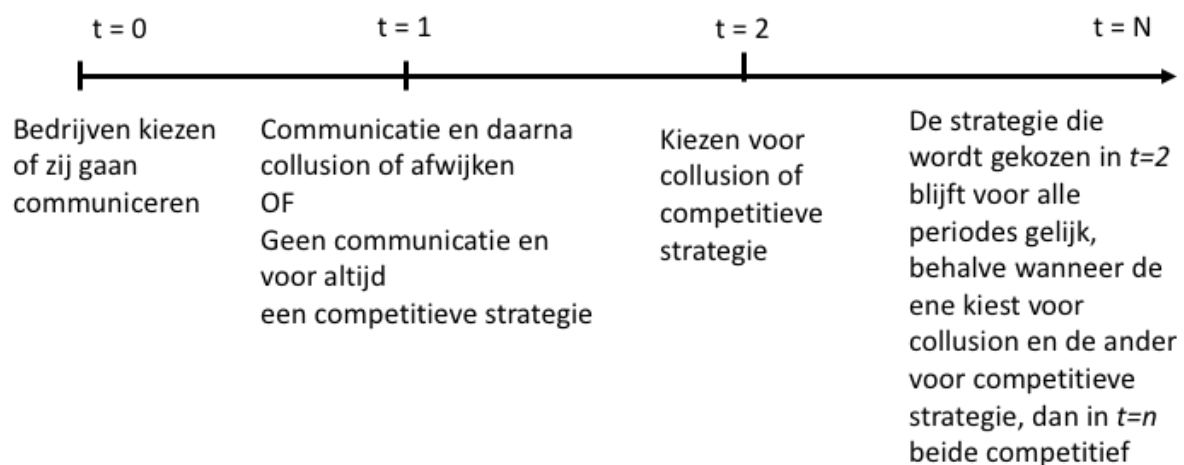 t = 0
t = 1
t = 2
t = N
Bedrijven kiezen
of zij gaan
communiceren
Communicatie en daarna
collusion of afwijken
OF
Geen communicatie en
voor altijd
een competitieve strategie
Kiezen voor
collusion of
competitieve
strategie
De strategie die
wordt gekozen in t=2
blijft voor alle
periodes gelijk,
behalve wanneer de
ene kiest voor
collusion en de ander
voor competitieve
strategie, dan in t=n
beide competitief